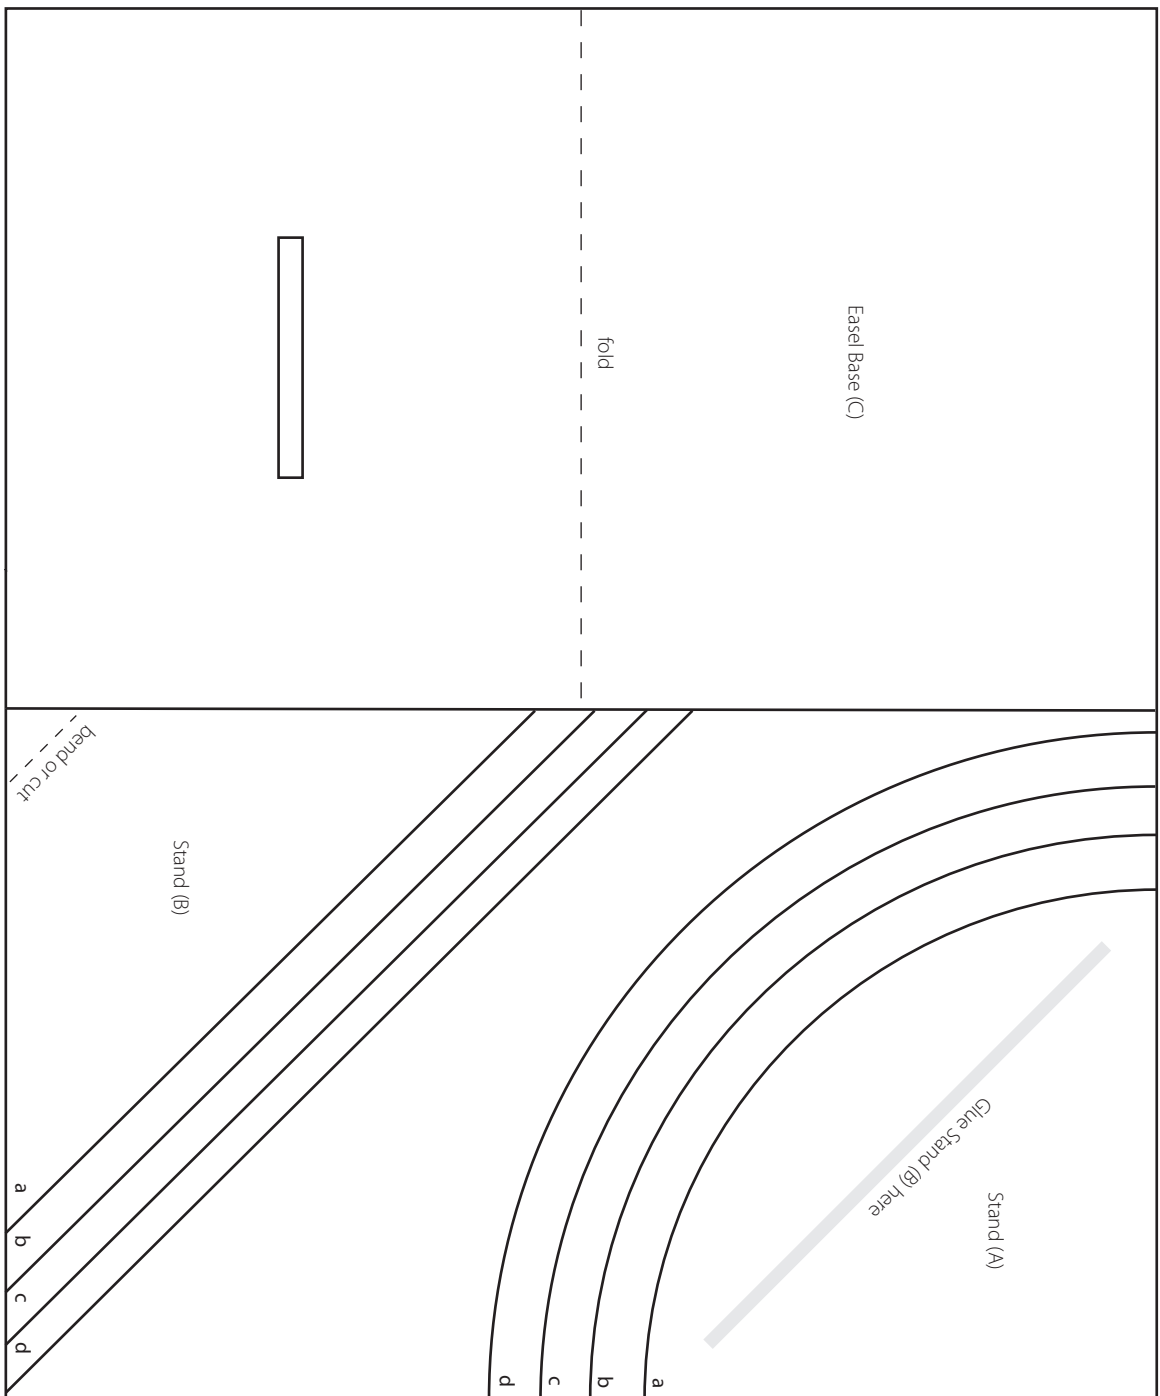 Easel Base (C)
fold
Stand (A)
Glue Stand (B) here
a
b
c
d
Stand (B)
bend or cut
a
b
c
d